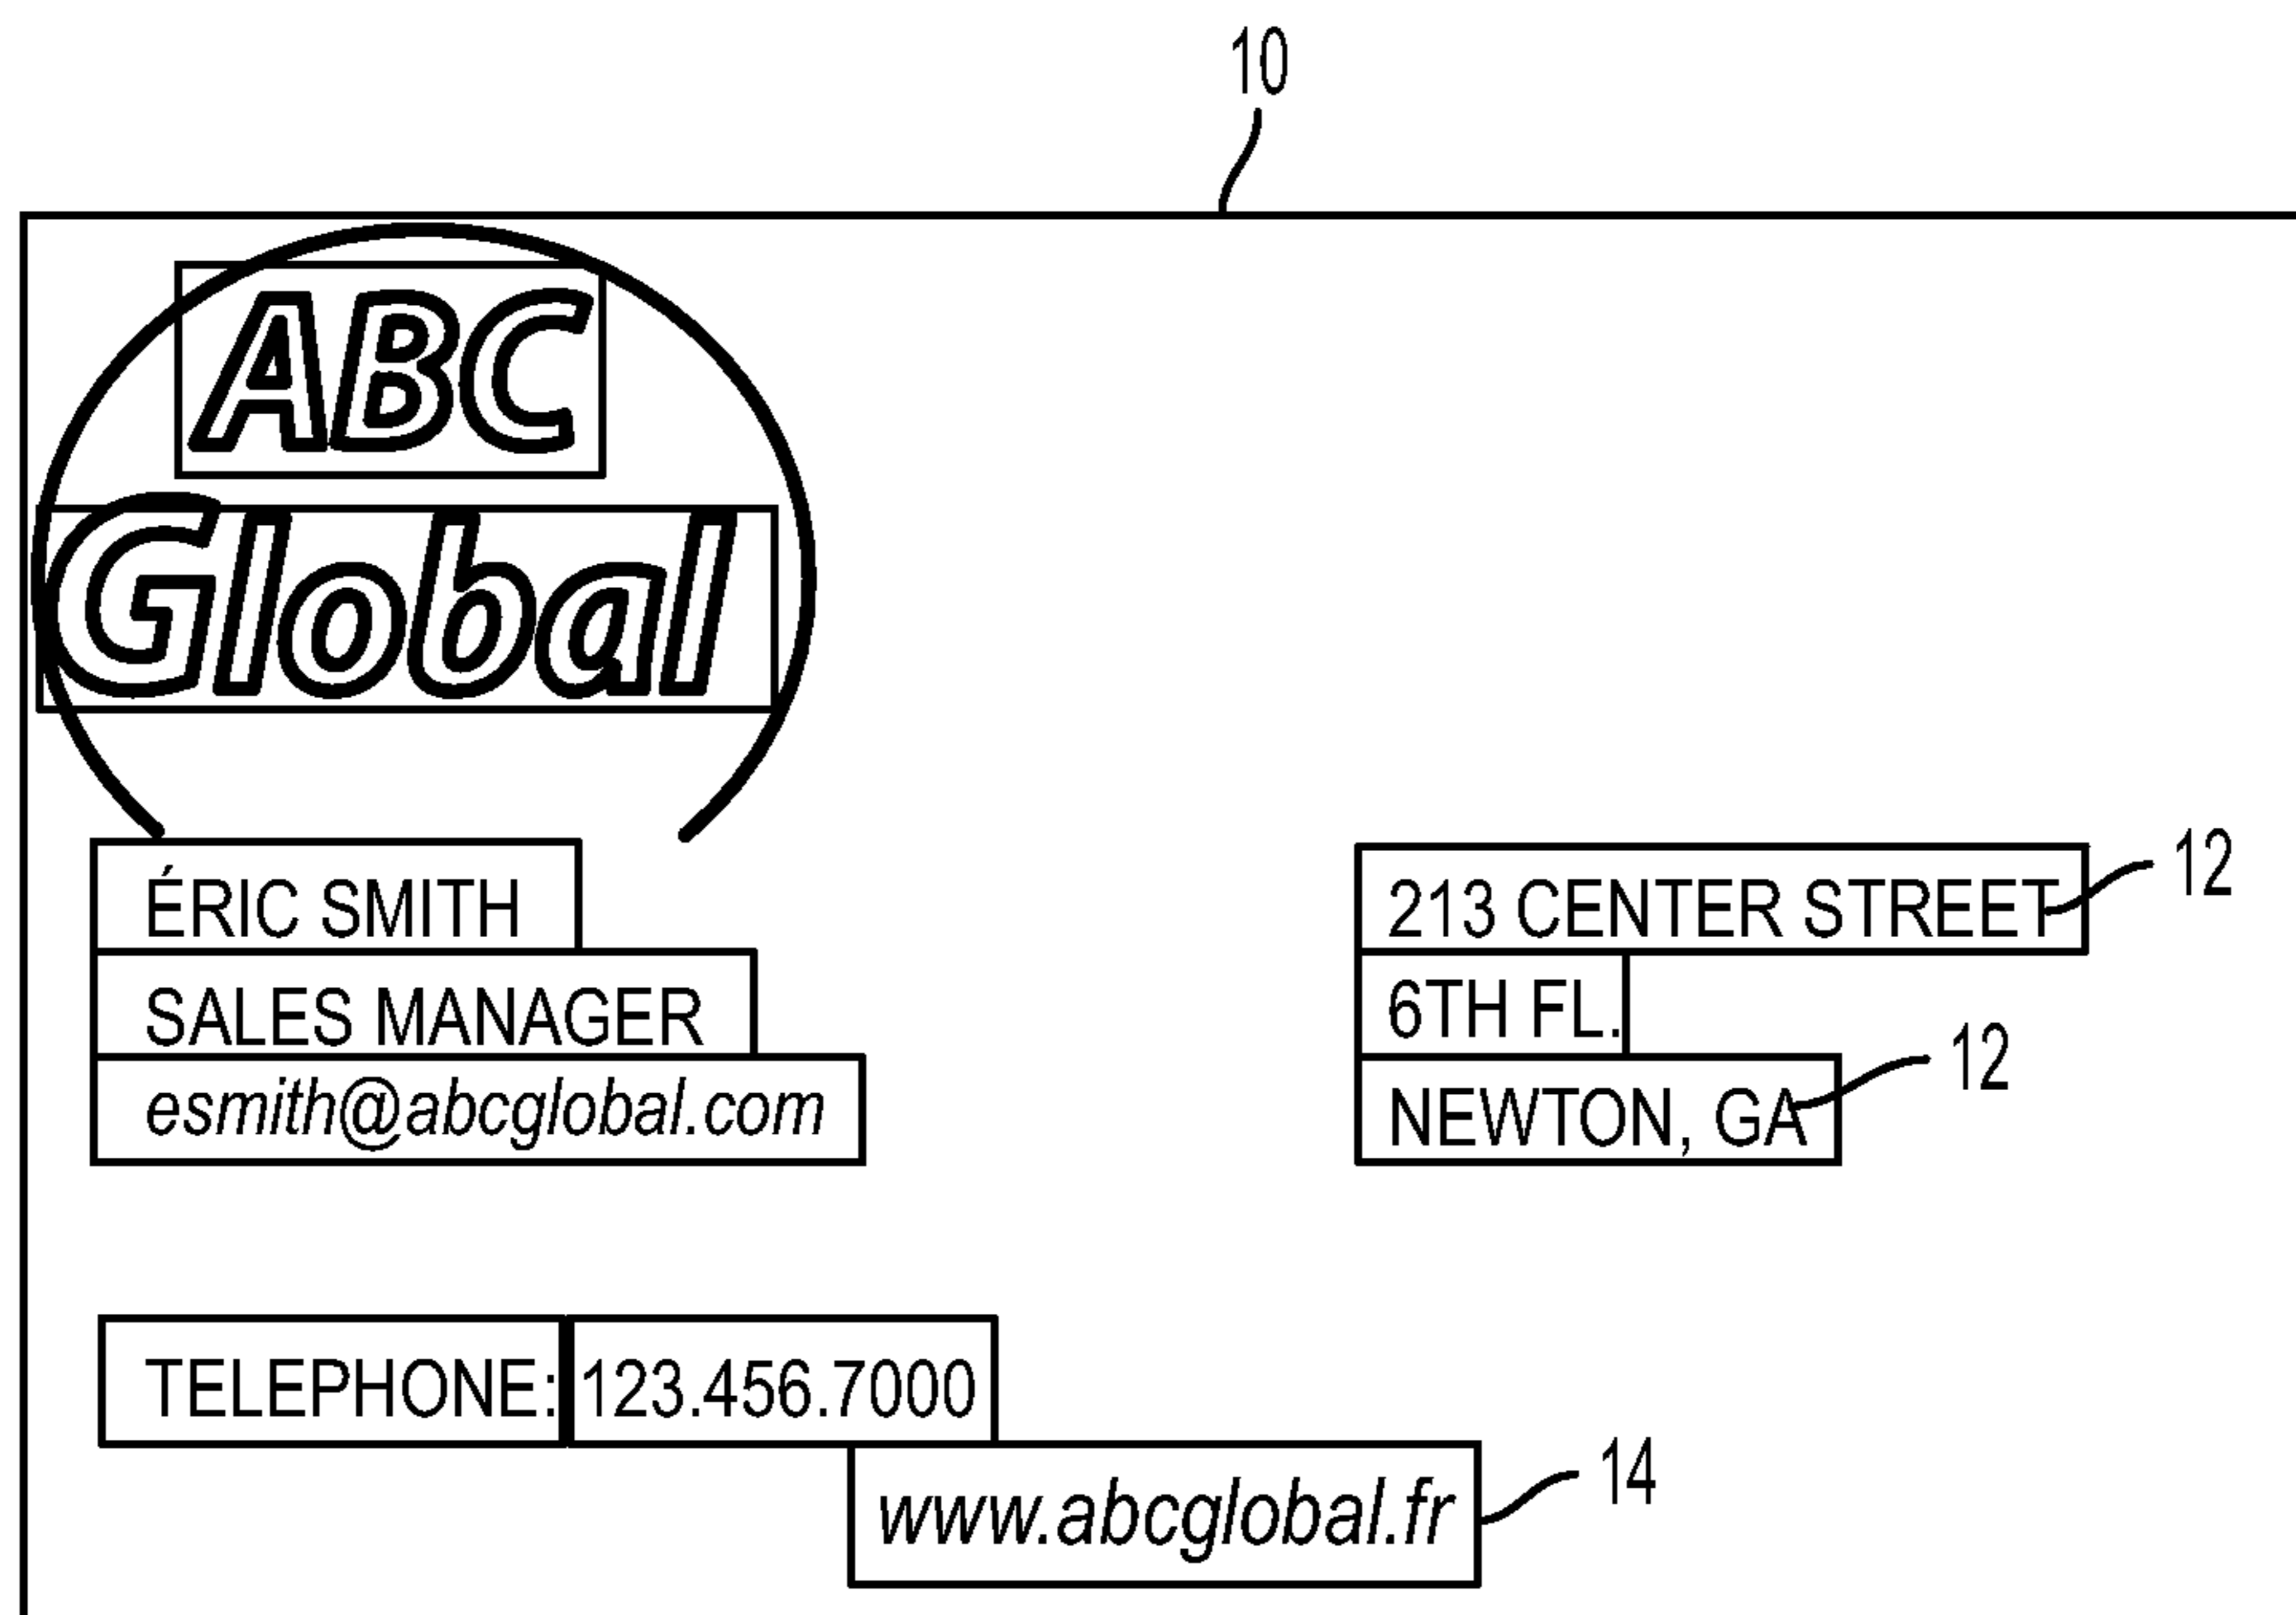 10
ABC
Global
ÉRIC SMITH
SALES MANAGER
esmith@abcglobal.com
213 CENTER STREET 12
6TH FL.
NEWTON, GA 12
TELEPHONE: 123.456.7000
www.abcglobal.fr 14